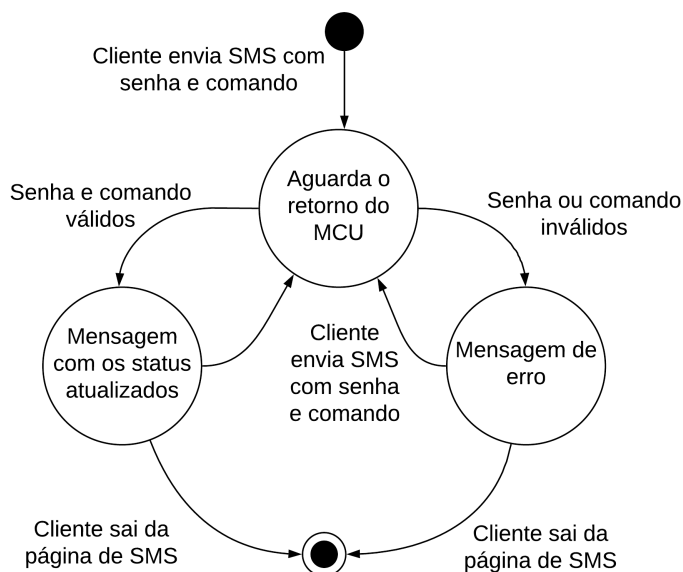 Cliente envia SMS com
senha e comando
Aguarda o
retorno do
MCU
Senha e comando
válidos
Senha ou comando
inválidos
Mensagem
com os status
atualizados
Cliente
envia SMS
com senha
e comando
Mensagem de
erro
Cliente sai da
página de SMS
Cliente sai da
página de SMS